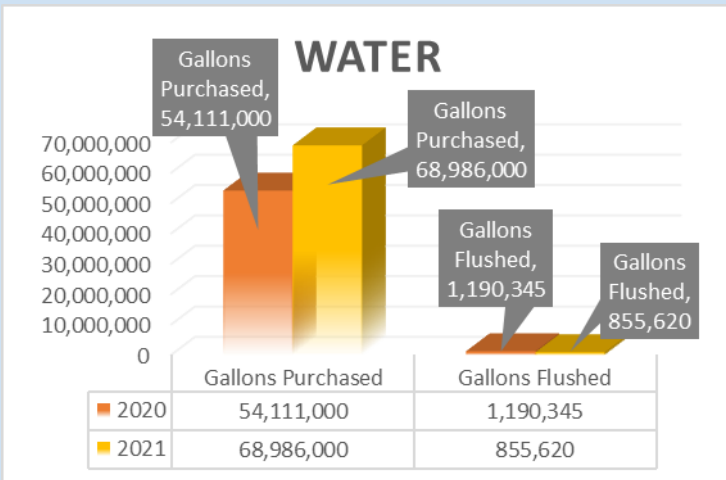 WATER
Gallons
Purchased,
54,111,000
Gallons
Purchased,
68,986,000
Gallons
Flushed,
1,190,345
Gallons
Flushed,
855,620
70,000,000
60,000,000
50,000,000
40,000,000
30,000,000
20,000,000
10,000,000
0
Gallons Purchased Gallons Flushed
2020 54,111,000 1,190,345
2021 68,986,000 855,620